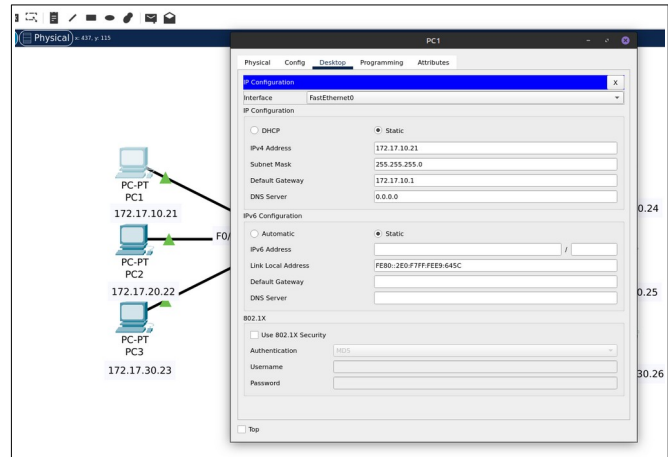 Physical x: 437, y: 115
PC1
Physical Config Desktop Programming Attributes
IP Configuration X
Interface FastEthernet0
IP Configuration
DHCP Static
IPv4 Address 172.17.10.21
Subnet Mask 255.255.255.0
Default Gateway 172.17.10.1
DNS Server 0.0.0.0
IPv6 Configuration
Automatic Static
IPv6 Address /
Link Local Address FE80::2E0:F7FF:FEE9:645C
Default Gateway
DNS Server
802.1X
Use 802.1X Security
Authentication MD5
Username
Password
Top
PC-PT
PC1
172.17.10.21
F0/
PC-PT
PC2
172.17.20.22
PC-PT
PC3
172.17.30.23
0.24
0.25
30.26